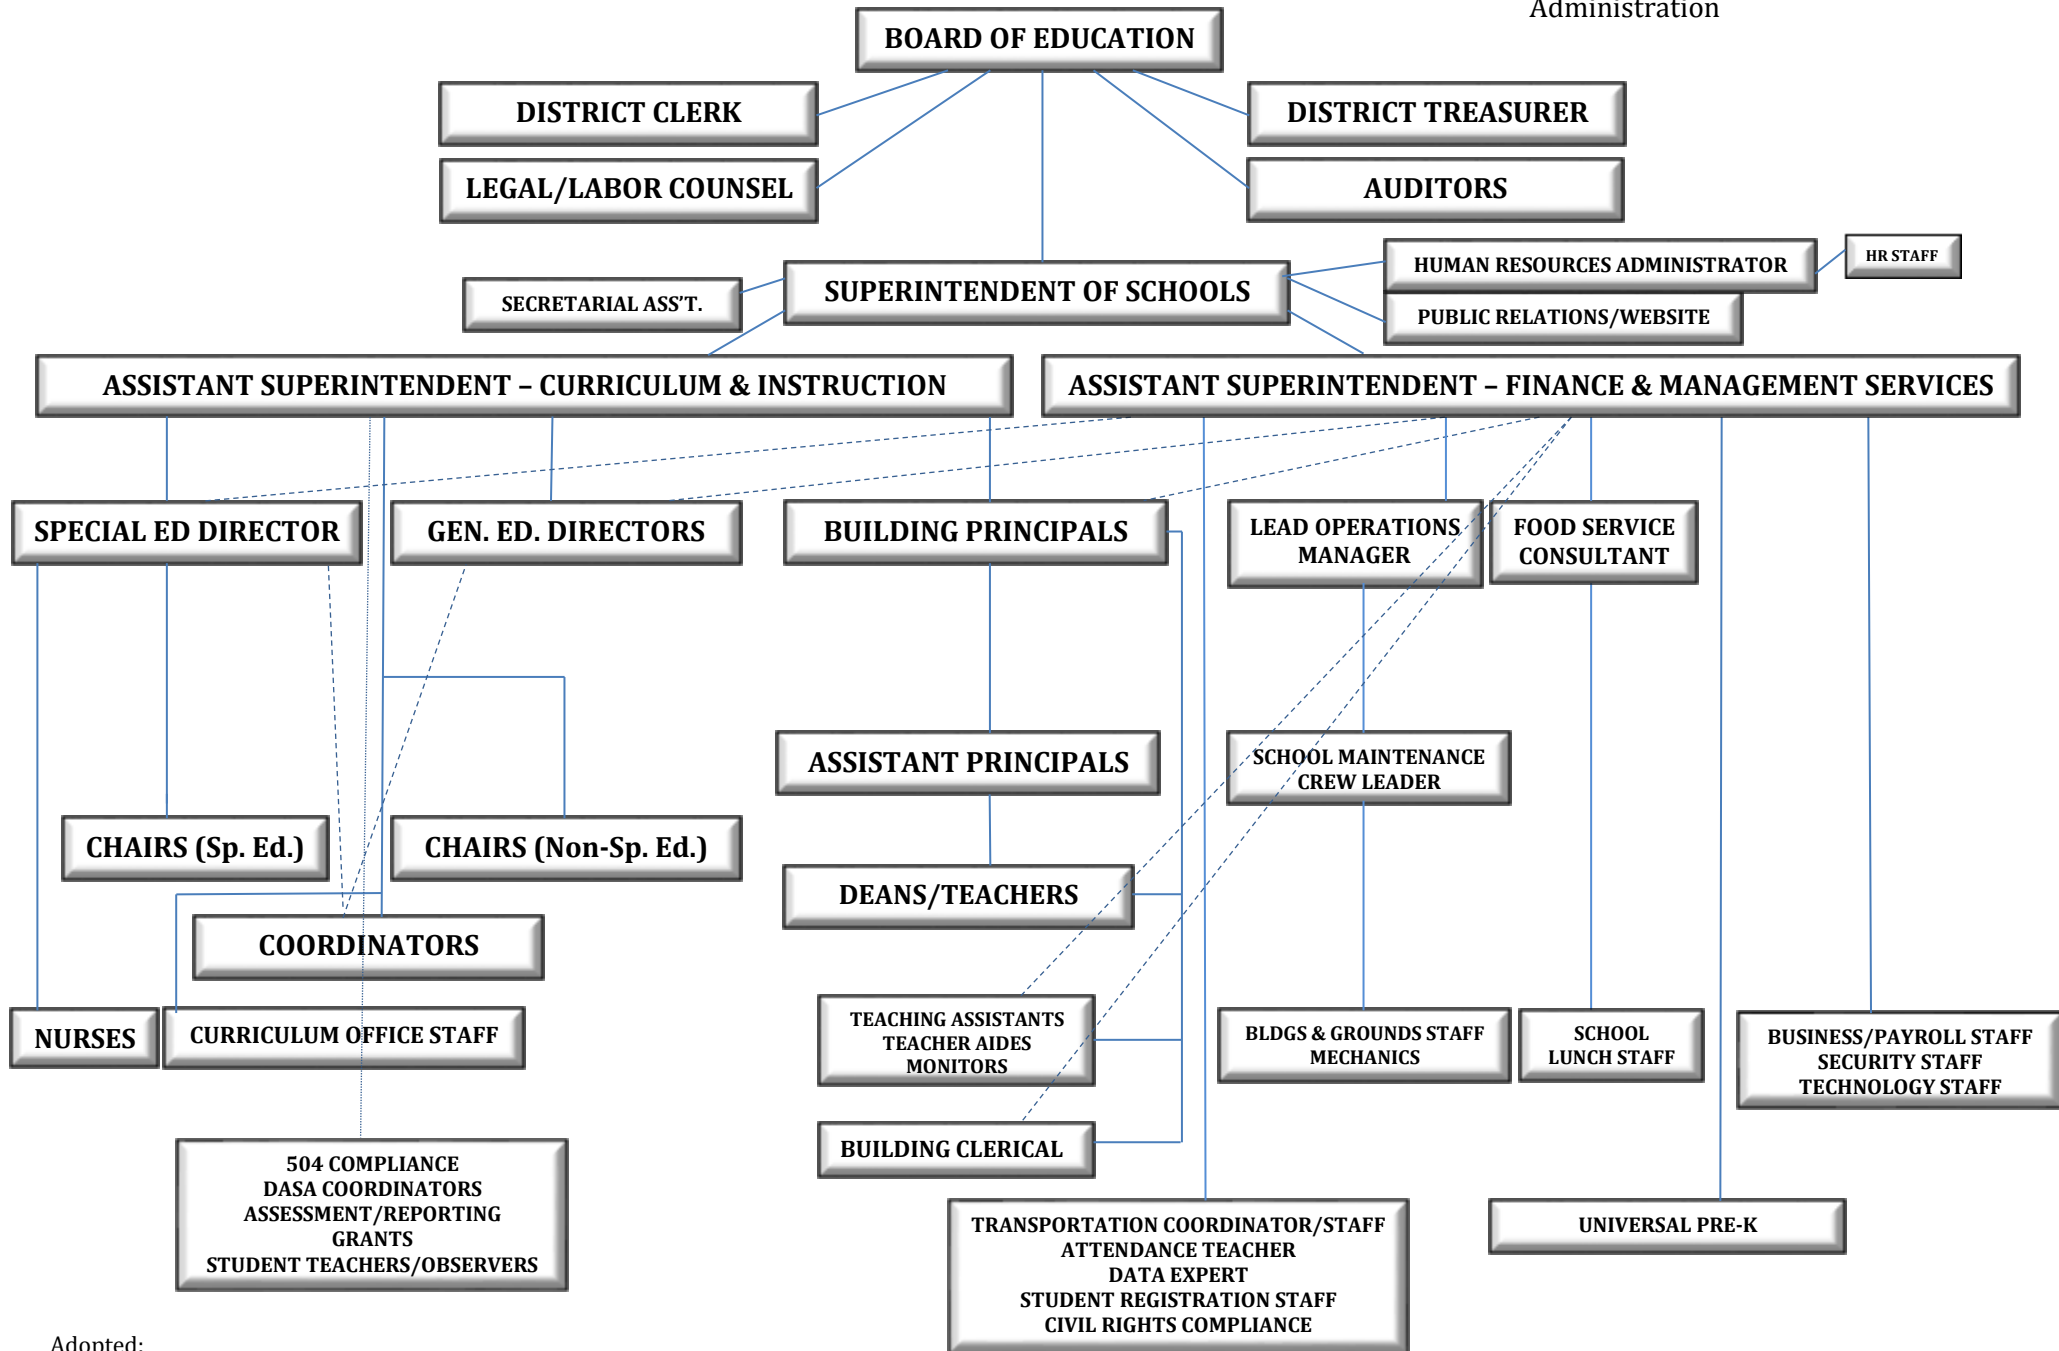 Administration
BOARD OF EDUCATION
DISTRICT CLERK
DISTRICT TREASURER
LEGAL/LABOR COUNSEL
AUDITORS
HUMAN RESOURCES ADMINISTRATOR
HR STAFF
SUPERINTENDENT OF SCHOOLS
SECRETARIAL ASS’T.
PUBLIC RELATIONS/WEBSITE
ASSISTANT SUPERINTENDENT – CURRICULUM & INSTRUCTION
ASSISTANT SUPERINTENDENT – FINANCE & MANAGEMENT SERVICES
SPECIAL ED DIRECTOR
GEN. ED. DIRECTORS
BUILDING PRINCIPALS
LEAD OPERATIONS
MANAGER
FOOD SERVICE
CONSULTANT
ASSISTANT PRINCIPALS
SCHOOL MAINTENANCE
CREW LEADER
CHAIRS (Sp. Ed.)
CHAIRS (Non-Sp. Ed.)
DEANS/TEACHERS
COORDINATORS
NURSES
CURRICULUM OFFICE STAFF
TEACHING ASSISTANTS
TEACHER AIDES
MONITORS
BLDGS & GROUNDS STAFF
MECHANICS
SCHOOL
LUNCH STAFF
BUSINESS/PAYROLL STAFF
SECURITY STAFF
TECHNOLOGY STAFF
BUILDING CLERICAL
504 COMPLIANCE
DASA COORDINATORS
ASSESSMENT/REPORTING
GRANTS
STUDENT TEACHERS/OBSERVERS
TRANSPORTATION COORDINATOR/STAFF
ATTENDANCE TEACHER
DATA EXPERT
STUDENT REGISTRATION STAFF
CIVIL RIGHTS COMPLIANCE
UNIVERSAL PRE-K
Adopted: